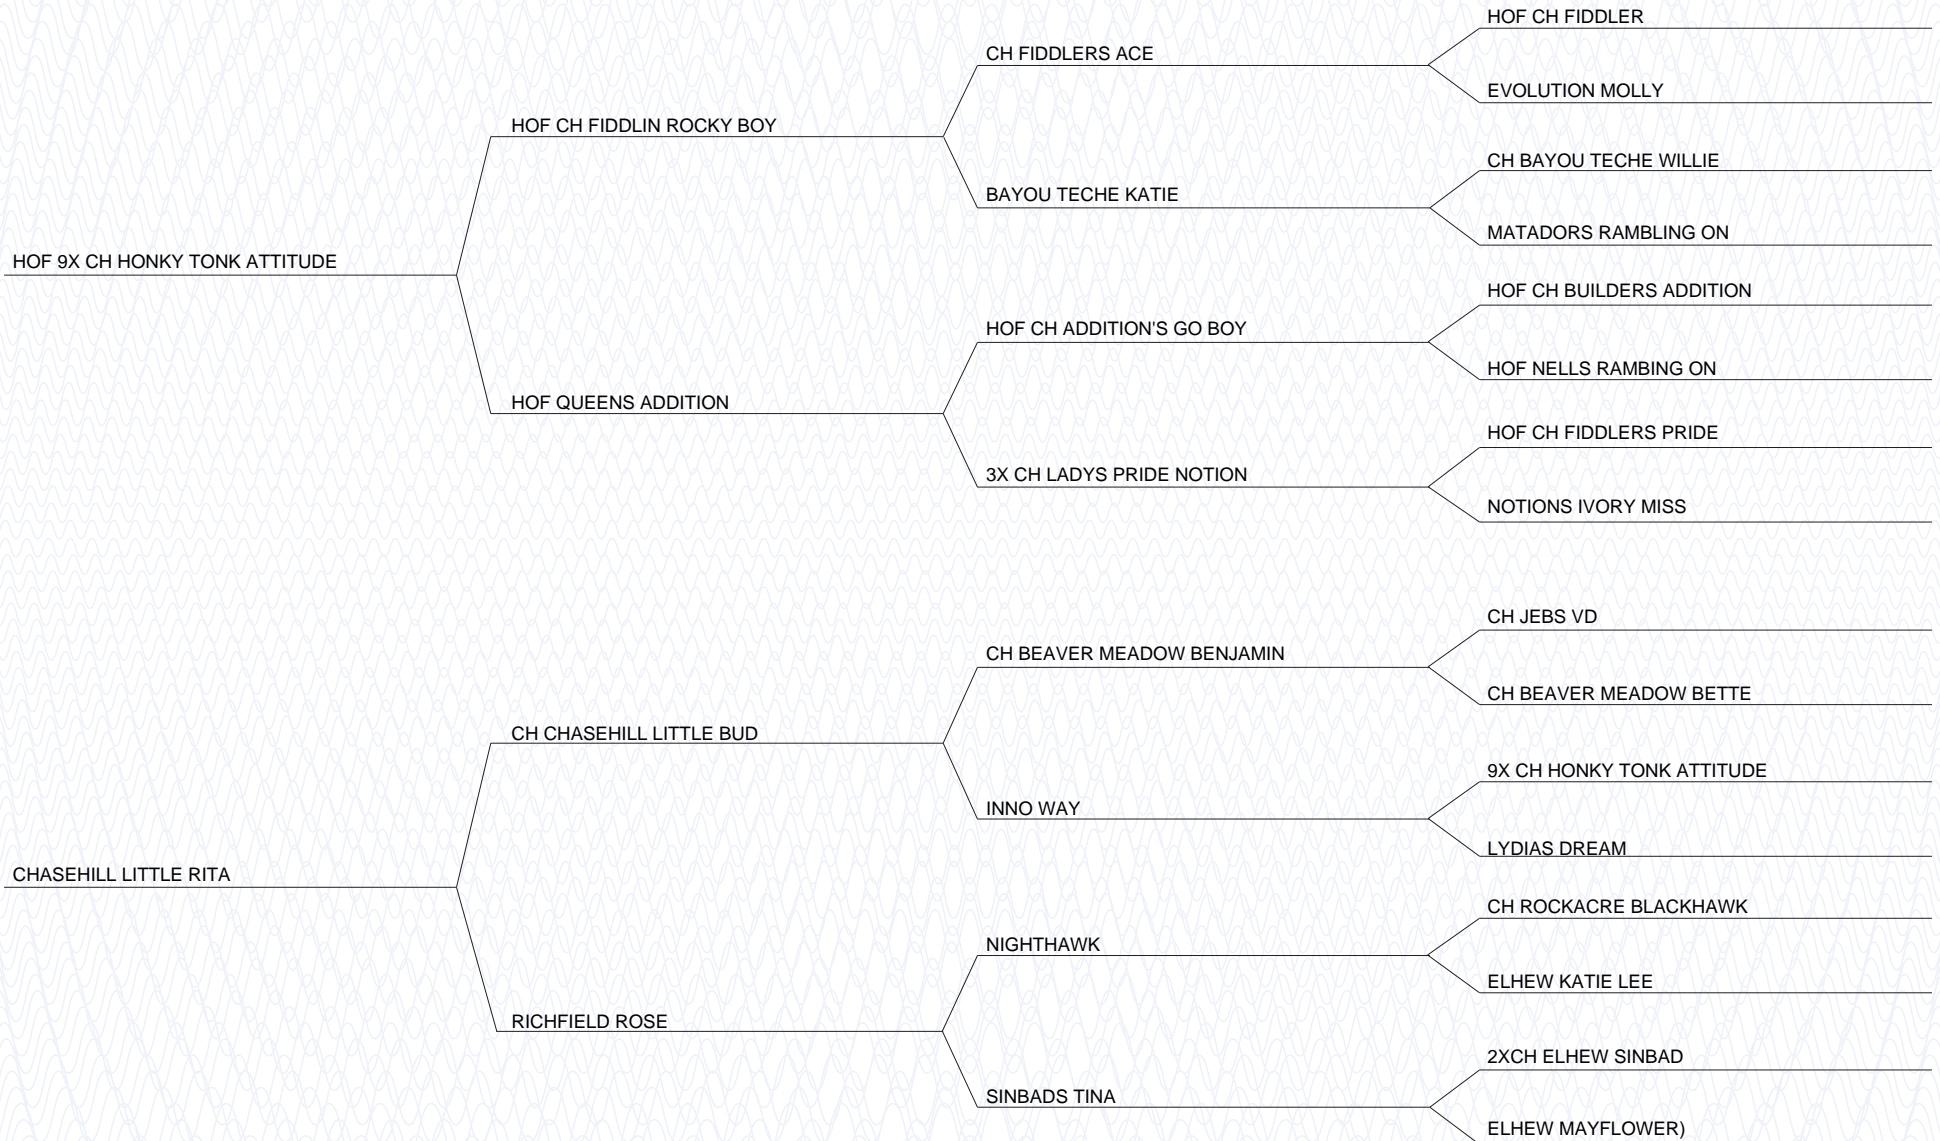 HOF CH FIDDLER
CH FIDDLERS ACE
EVOLUTION MOLLY
HOF CH FIDDLIN ROCKY BOY
CH BAYOU TECHE WILLIE
BAYOU TECHE KATIE
MATADORS RAMBLING ON
HOF 9X CH HONKY TONK ATTITUDE
HOF CH BUILDERS ADDITION
HOF CH ADDITION'S GO BOY
HOF NELLS RAMBING ON
HOF QUEENS ADDITION
HOF CH FIDDLERS PRIDE
3X CH LADYS PRIDE NOTION
NOTIONS IVORY MISS
CH JEBS VD
CH BEAVER MEADOW BENJAMIN
CH BEAVER MEADOW BETTE
CH CHASEHILL LITTLE BUD
9X CH HONKY TONK ATTITUDE
INNO WAY
LYDIAS DREAM
CHASEHILL LITTLE RITA
CH ROCKACRE BLACKHAWK
NIGHTHAWK
ELHEW KATIE LEE
RICHFIELD ROSE
2XCH ELHEW SINBAD
SINBADS TINA
ELHEW MAYFLOWER)